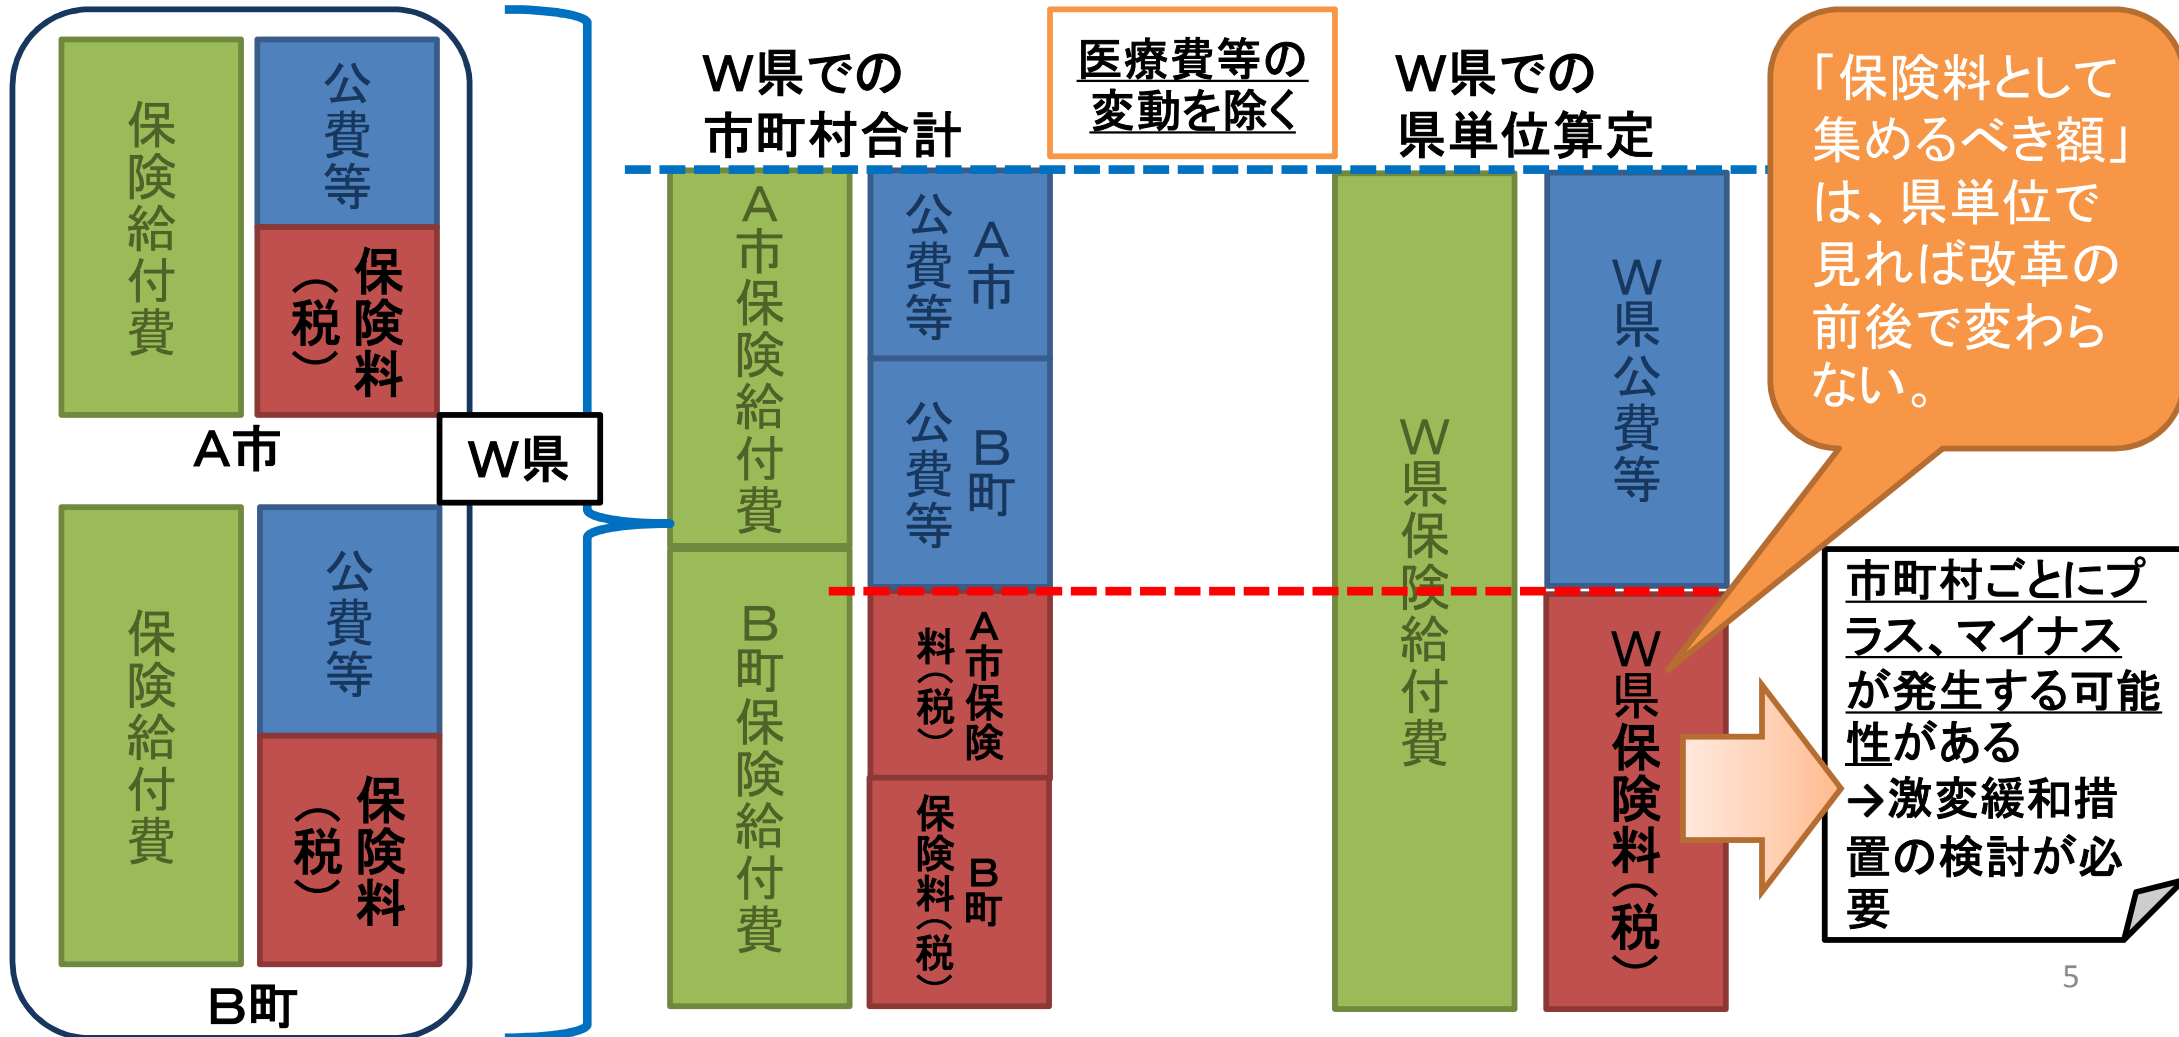 保険給付費
公費等
保険料
（税）
A市
保険給付費
公費等
保険料
（税）
B町
W県
W県での
市町村合計
A市保険給付費
B町保険給付費
A市
公費等
B町
公費等
A市保険
料（税）
B町
保険料（税）
医療費等の
変動を除く
W県での
県単位算定
W県保険給付費
W県公費等
W県保険料（税）
「保険料として
集めるべき額」
は、県単位で
見れば改革の
前後で変わら
ない。
市町村ごとにプ
ラス、マイナス
が発生する可能
性がある
→激変緩和措
置の検討が必
要
5